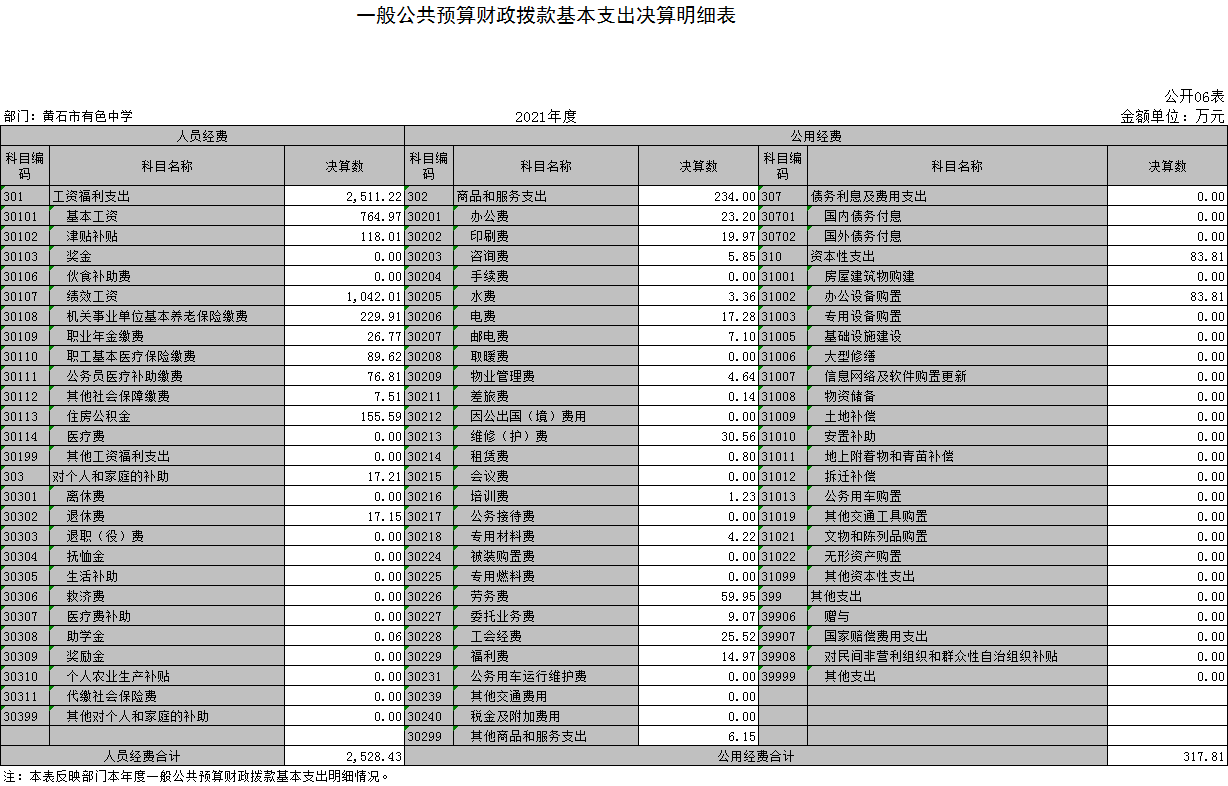 一般公共预算财政拨款基本支出决算明细表
公开06表
部门：黄石市有色中学 2021年度 金额单位：万元
人员经费 公用经费
科目编码 科目名称 决算数 科目编码 科目名称 决算数 科目编码 科目名称 决算数
301 工资福利支出 2,511.22 302 商品和服务支出 234.00 307 债务利息及费用支出 0.00
30101 基本工资 764.97 30201 办公费 23.20 30701 国内债务付息 0.00
30102 津贴补贴 118.01 30202 印刷费 19.97 30702 国外债务付息 0.00
30103 奖金 0.00 30203 咨询费 5.85 310 资本性支出 83.81
30106 伙食补助费 0.00 30204 手续费 0.00 31001 房屋建筑物购建 0.00
30107 绩效工资 1,042.01 30205 水费 3.36 31002 办公设备购置 83.81
30108 机关事业单位基本养老保险缴费 229.91 30206 电费 17.28 31003 专用设备购置 0.00
30109 职业年金缴费 26.77 30207 邮电费 7.10 31005 基础设施建设 0.00
30110 职工基本医疗保险缴费 89.62 30208 取暖费 0.00 31006 大型修缮 0.00
30111 公务员医疗补助缴费 76.81 30209 物业管理费 4.64 31007 信息网络及软件购置更新 0.00
30112 其他社会保障缴费 7.51 30211 差旅费 0.14 31008 物资储备 0.00
30113 住房公积金 155.59 30212 因公出国（境）费用 0.00 31009 土地补偿 0.00
30114 医疗费 0.00 30213 维修（护）费 30.56 31010 安置补助 0.00
30199 其他工资福利支出 0.00 30214 租赁费 0.80 31011 地上附着物和青苗补偿 0.00
303 对个人和家庭的补助 17.21 30215 会议费 0.00 31012 拆迁补偿 0.00
30301 离休费 0.00 30216 培训费 1.23 31013 公务用车购置 0.00
30302 退休费 17.15 30217 公务接待费 0.00 31019 其他交通工具购置 0.00
30303 退职（役）费 0.00 30218 专用材料费 4.22 31021 文物和陈列品购置 0.00
30304 抚恤金 0.00 30224 被装购置费 0.00 31022 无形资产购置 0.00
30305 生活补助 0.00 30225 专用燃料费 0.00 31099 其他资本性支出 0.00
30306 救济费 0.00 30226 劳务费 59.95 399 其他支出 0.00
30307 医疗费补助 0.00 30227 委托业务费 9.07 39906 赠与 0.00
30308 助学金 0.06 30228 工会经费 25.52 39907 国家赔偿费用支出 0.00
30309 奖励金 0.00 30229 福利费 14.97 39908 对民间非营利组织和群众性自治组织补贴 0.00
30310 个人农业生产补贴 0.00 30231 公务用车运行维护费 0.00 39999 其他支出 0.00
30311 代缴社会保险费 0.00 30239 其他交通费用 0.00
30399 其他对个人和家庭的补助 0.00 30240 税金及附加费用 0.00
30299 其他商品和服务支出 6.15
人员经费合计 2,528.43 公用经费合计 317.81
注：本表反映部门本年度一般公共预算财政拨款基本支出明细情况。